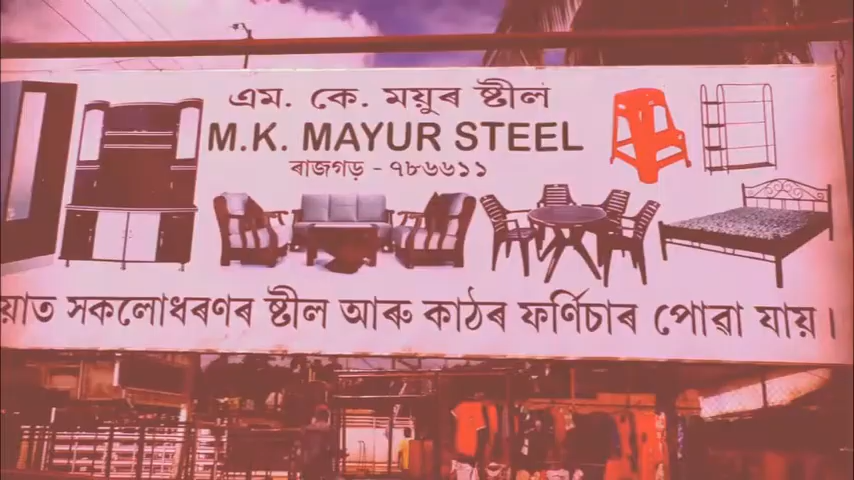 এম. কে. ময়ুৰ ষ্টীল
M.K. MAYUR STEEL
ৰাজগড় - ৭৮৬৬১১
য়াত সকলোধৰণৰ ষ্টীল আৰু কাঠৰ ফৰ্ণিচাৰ পোৱা যায়।